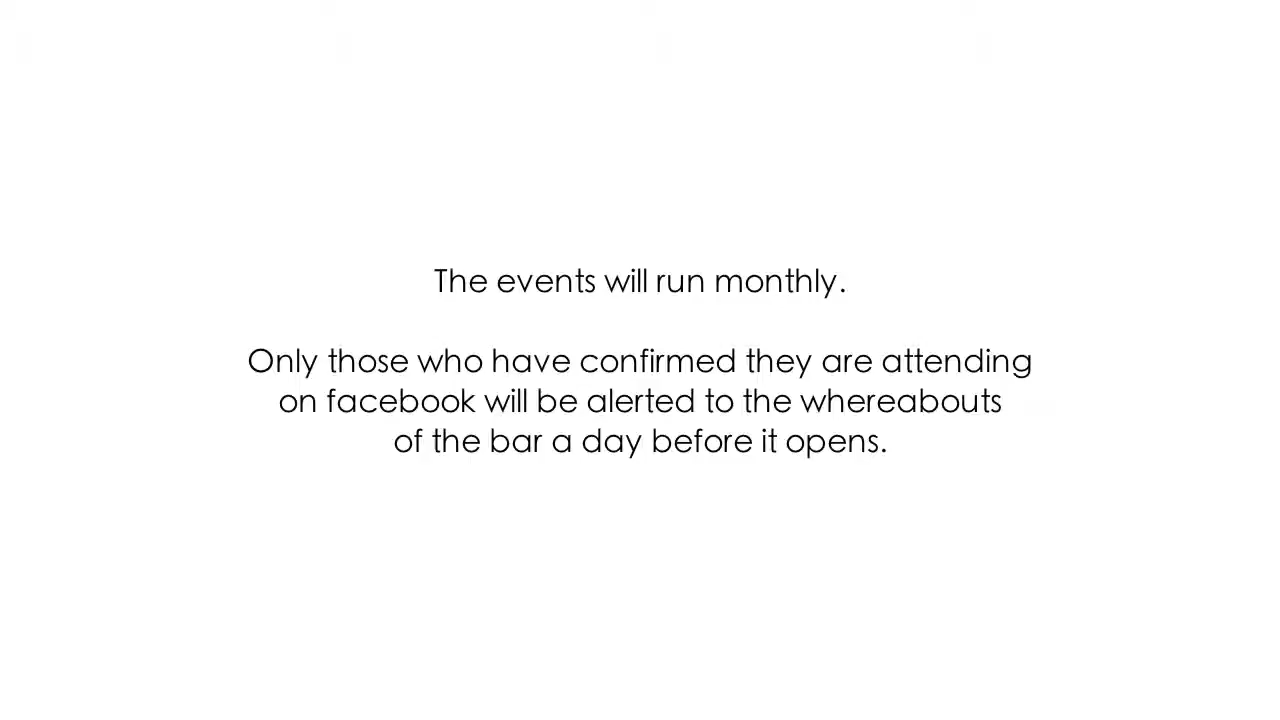 The events will run monthly.
Only those who have confirmed they are attending
on facebook will be alerted to the whereabouts
of the bar a day before it opens.